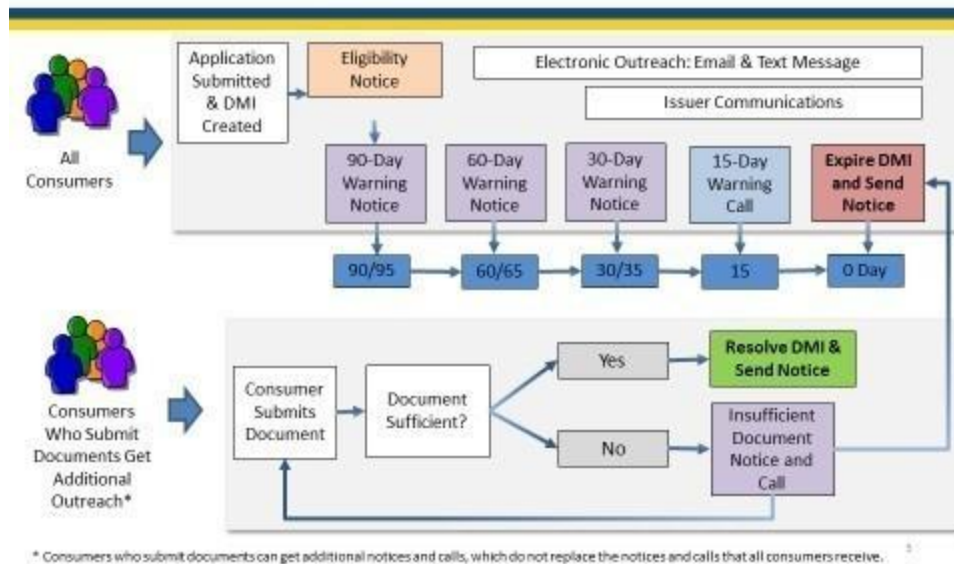 Application
Submitted
& DMI
Created
Eligibility
Notice
Electronic Outreach: Email & Text Message
Issuer Communications
All
Consumers
90-Day
Warning
Notice
60-Day
Warning
Notice
30-Day
Warning
Notice
15-Day
Warning
Call
Expire DMI
and Send
Notice
90/95
60/65
30/35
15
0 Day
Consumers
Who Submit
Documents Get
Additional
Outreach*
Consumer
Submits
Document
Document
Sufficient?
Yes
No
Resolve DMI &
Send Notice
Insufficient
Document
Notice and
Call
* Consumers who submit documents can get additional notices and calls, which do not replace the notices and calls that all consumers receive.